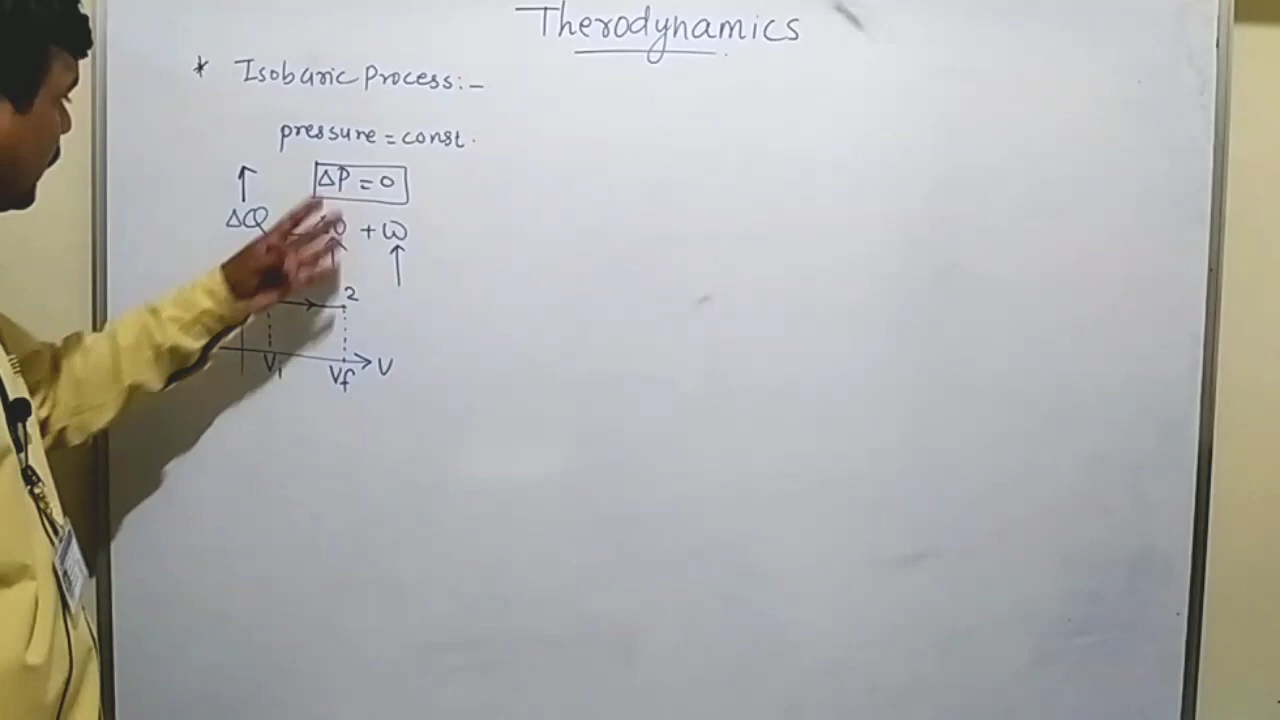 Therodynamics
* Isobaric Process:-
pressure = const.
ΔP = 0
ΔQ + W
2
V₁ Vf V